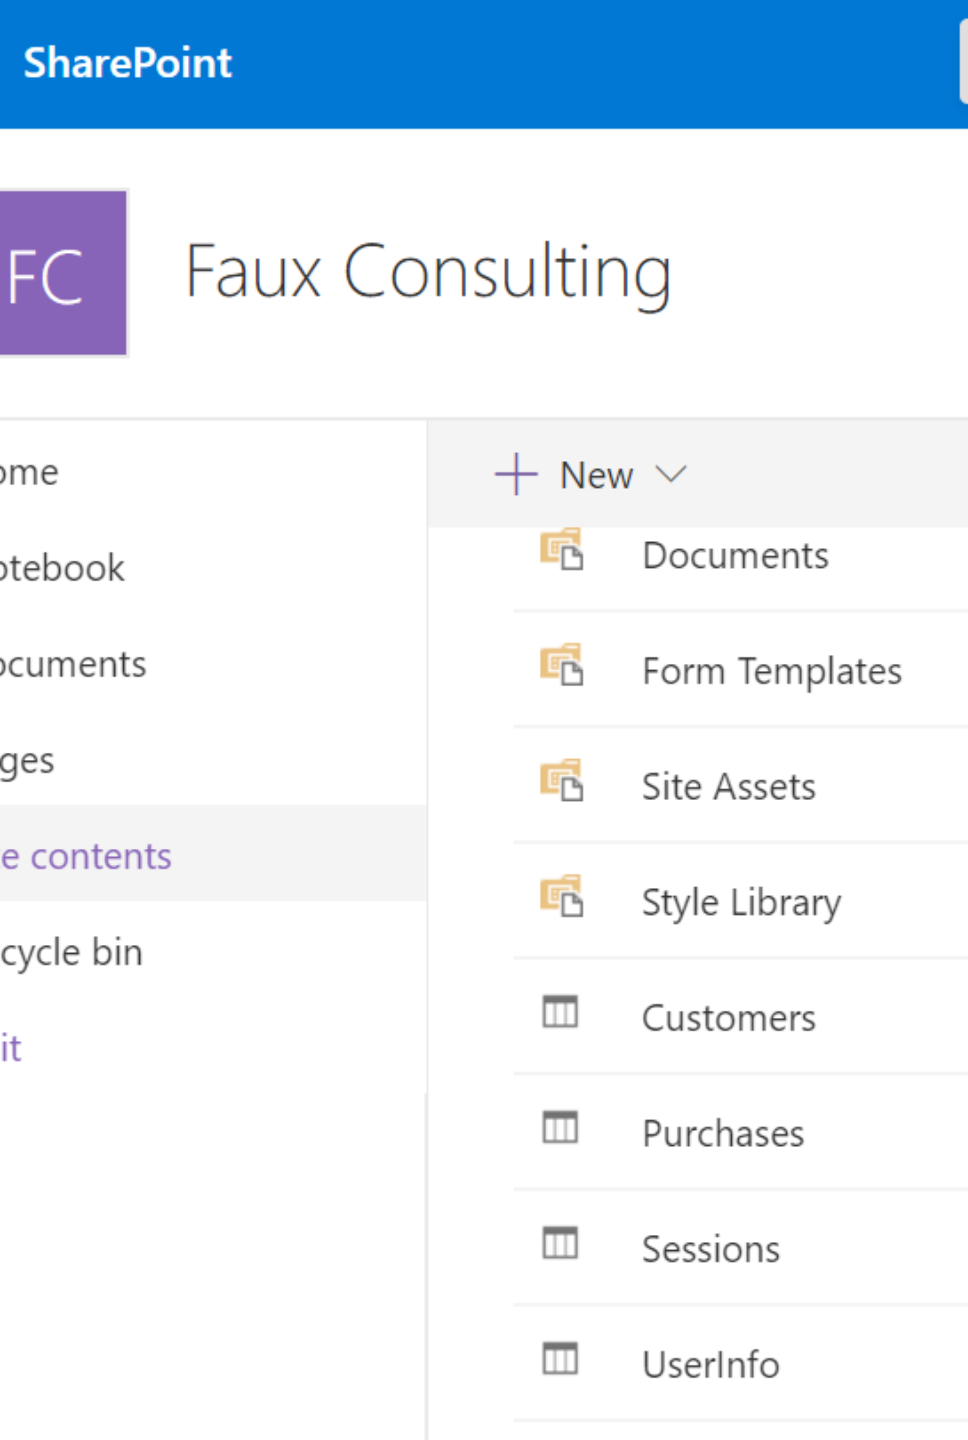 SharePoint
FC
Faux Consulting
ome
otebook
ocuments
ges
e contents
cycle bin
it
New
Documents
Form Templates
Site Assets
Style Library
Customers
Purchases
Sessions
UserInfo